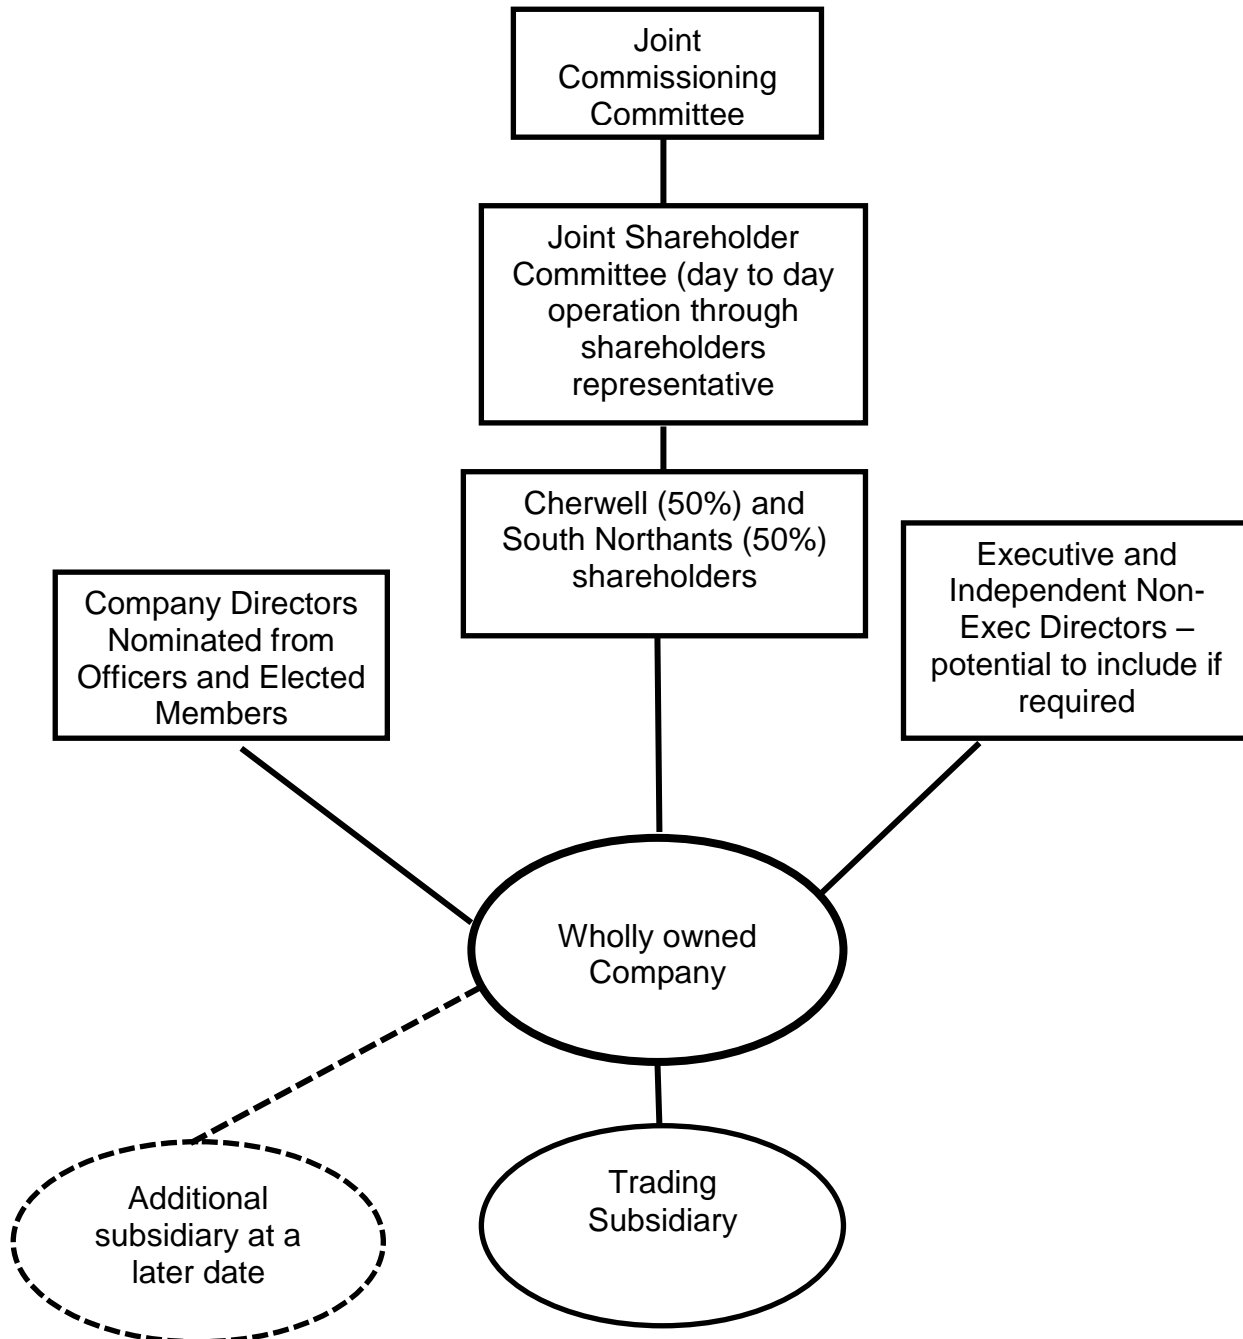 Joint
Commissioning
Committee
Joint Shareholder
Committee (day to day
operation through
shareholders
representative
Cherwell (50%) and
South Northants (50%)
shareholders
Company Directors
Nominated from
Officers and Elected
Members
Executive and
Independent Non-
Exec Directors –
potential to include if
required
Wholly owned
Company
Additional
subsidiary at a
later date
Trading
Subsidiary